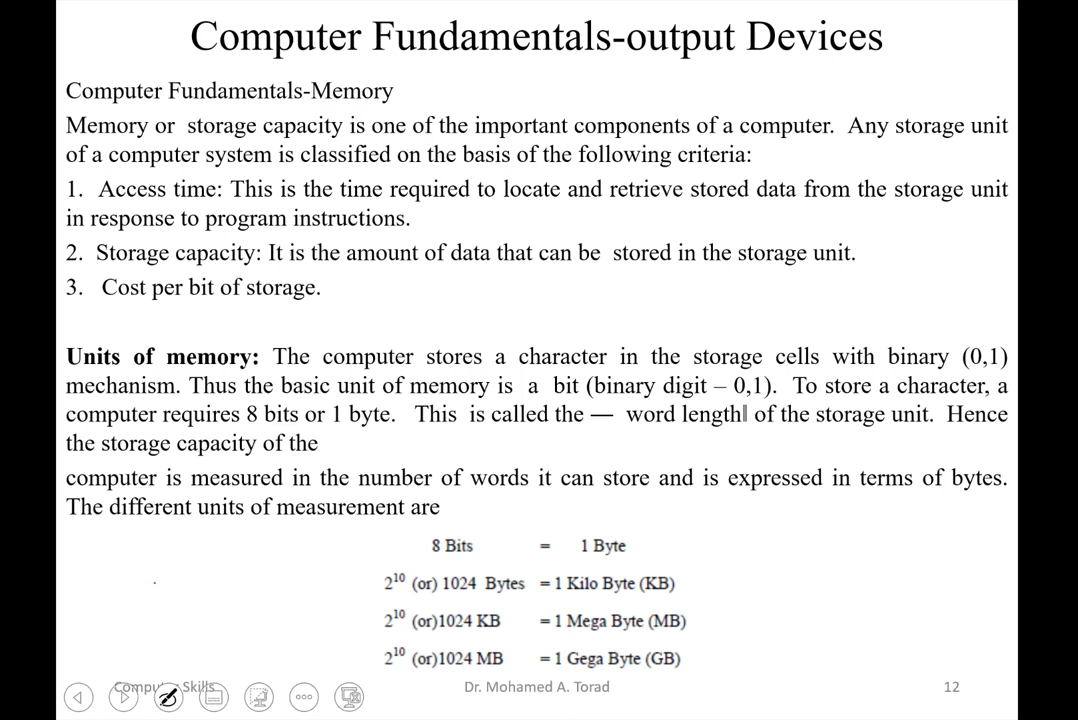 Computer Fundamentals-output Devices
Computer Fundamentals-Memory
Memory or storage capacity is one of the important components of a computer. Any storage unit
of a computer system is classified on the basis of the following criteria:
1. Access time: This is the time required to locate and retrieve stored data from the storage unit
in response to program instructions.
2. Storage capacity: It is the amount of data that can be stored in the storage unit.
3. Cost per bit of storage.
Units of memory: The computer stores a character in the storage cells with binary (0,1)
mechanism. Thus the basic unit of memory is a bit (binary digit – 0,1). To store a character, a
computer requires 8 bits or 1 byte. This is called the ― word length‖ of the storage unit. Hence
the storage capacity of the
computer is measured in the number of words it can store and is expressed in terms of bytes.
The different units of measurement are
8 Bits = 1 Byte
2¹⁰ (or) 1024 Bytes = 1 Kilo Byte (KB)
2¹⁰ (or)1024 KB = 1 Mega Byte (MB)
2¹⁰ (or)1024 MB = 1 Gega Byte (GB)
Computer Skills Dr. Mohamed A. Torad 12